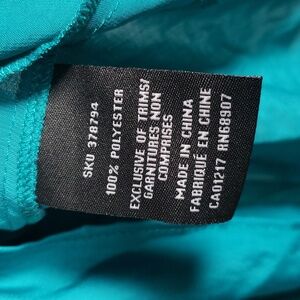 SKU 378794
100% POLYESTER
EXCLUSIVE OF TRIMS/
GARNITURES NON
COMPRISES
MADE IN CHINA
FABRIQUÉ EN CHINE
CA01217 RN68907